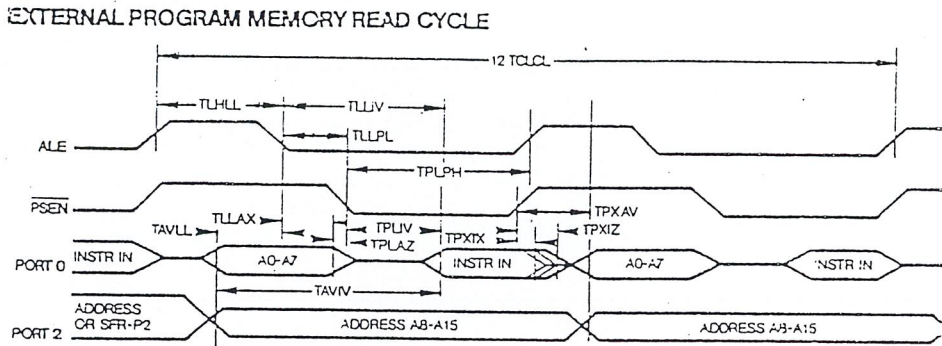 EXTERNAL PROGRAM MEMORY READ CYCLE
12 TCLCL
TLHLL
TLLIV
TLLPL
ALE
TPLPH
PSEN
TLLAX
TPLIV
TPXAV
TAVLL
TPLAZ
TPXIX
TPXIZ
PORT 0
INSTR IN
A0-A7
INSTR IN
A0-A7
INSTR IN
TAVIV
PORT 2
ADDRESS
OR SFR-P2
ADDRESS A8-A15
ADDRESS A8-A15